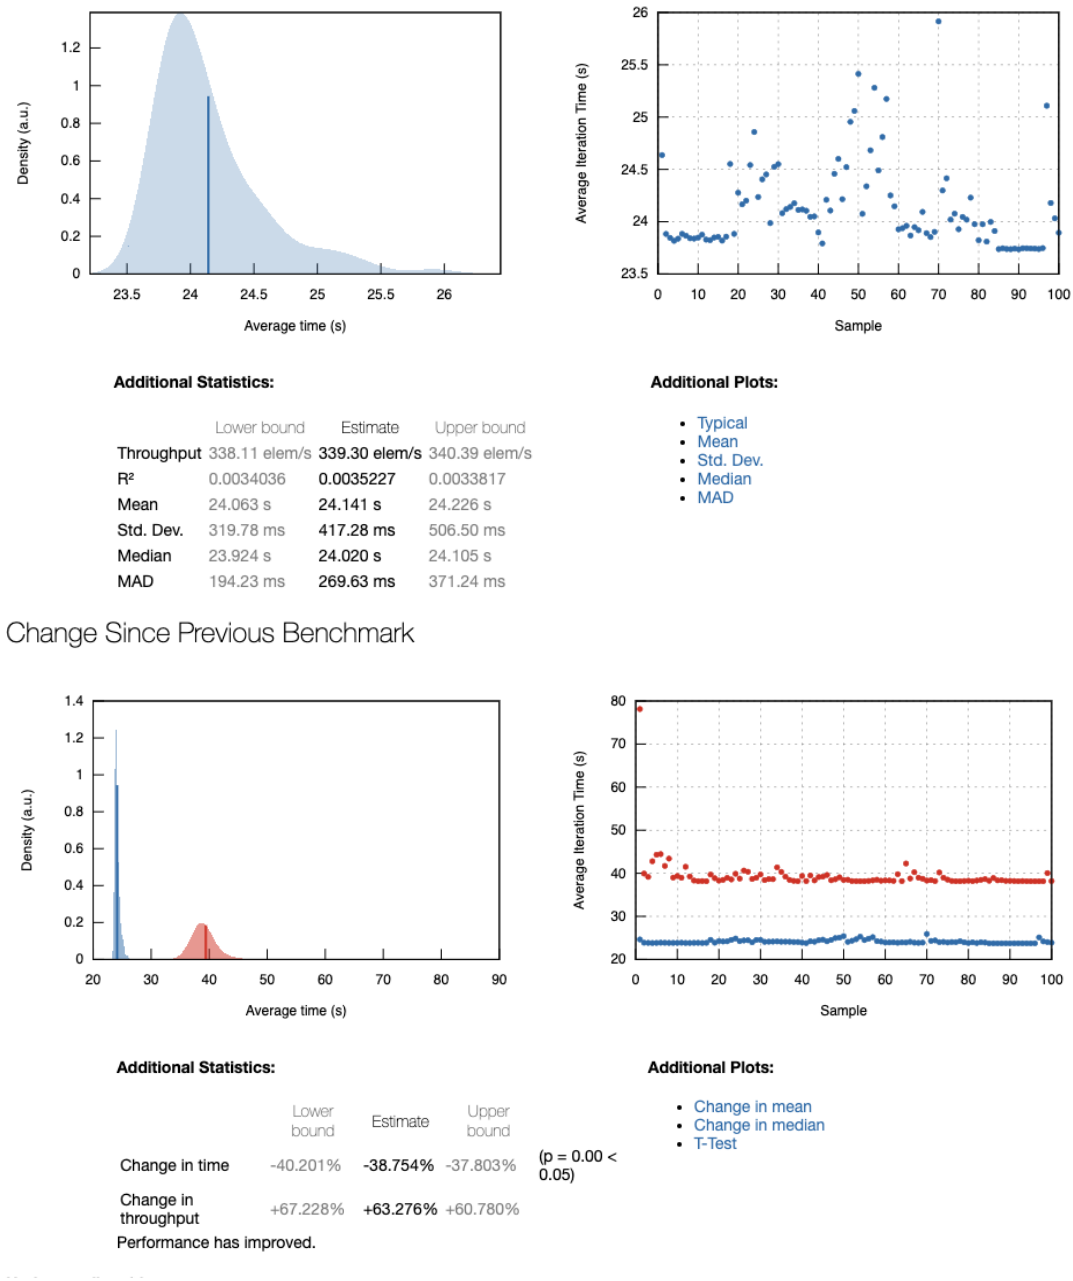 Density (a.u.)
1.2
1
0.8
0.6
0.4
0.2
0
23.5 24 24.5 25 25.5 26
Average time (s)
Average Iteration Time (s)
26
25.5
25
24.5
24
23.5
0 10 20 30 40 50 60 70 80 90 100
Sample
Additional Statistics:
Lower bound Estimate Upper bound
Throughput 338.11 elem/s 339.30 elem/s 340.39 elem/s
R² 0.0034036 0.0035227 0.0033817
Mean 24.063 s 24.141 s 24.226 s
Std. Dev. 319.78 ms 417.28 ms 506.50 ms
Median 23.924 s 24.020 s 24.105 s
MAD 194.23 ms 269.63 ms 371.24 ms
Additional Plots:
• Typical
• Mean
• Std. Dev.
• Median
• MAD
Change Since Previous Benchmark
Density (a.u.)
1.4
1.2
1
0.8
0.6
0.4
0.2
0
20 30 40 50 60 70 80 90
Average time (s)
Average Iteration Time (s)
80
70
60
50
40
30
20
0 10 20 30 40 50 60 70 80 90 100
Sample
Additional Statistics:
Lower bound Estimate Upper bound
Change in time -40.201% -38.754% -37.803% (p = 0.00 <
0.05)
Change in
throughput +67.228% +63.276% +60.780%
Performance has improved.
Additional Plots:
• Change in mean
• Change in median
• T-Test